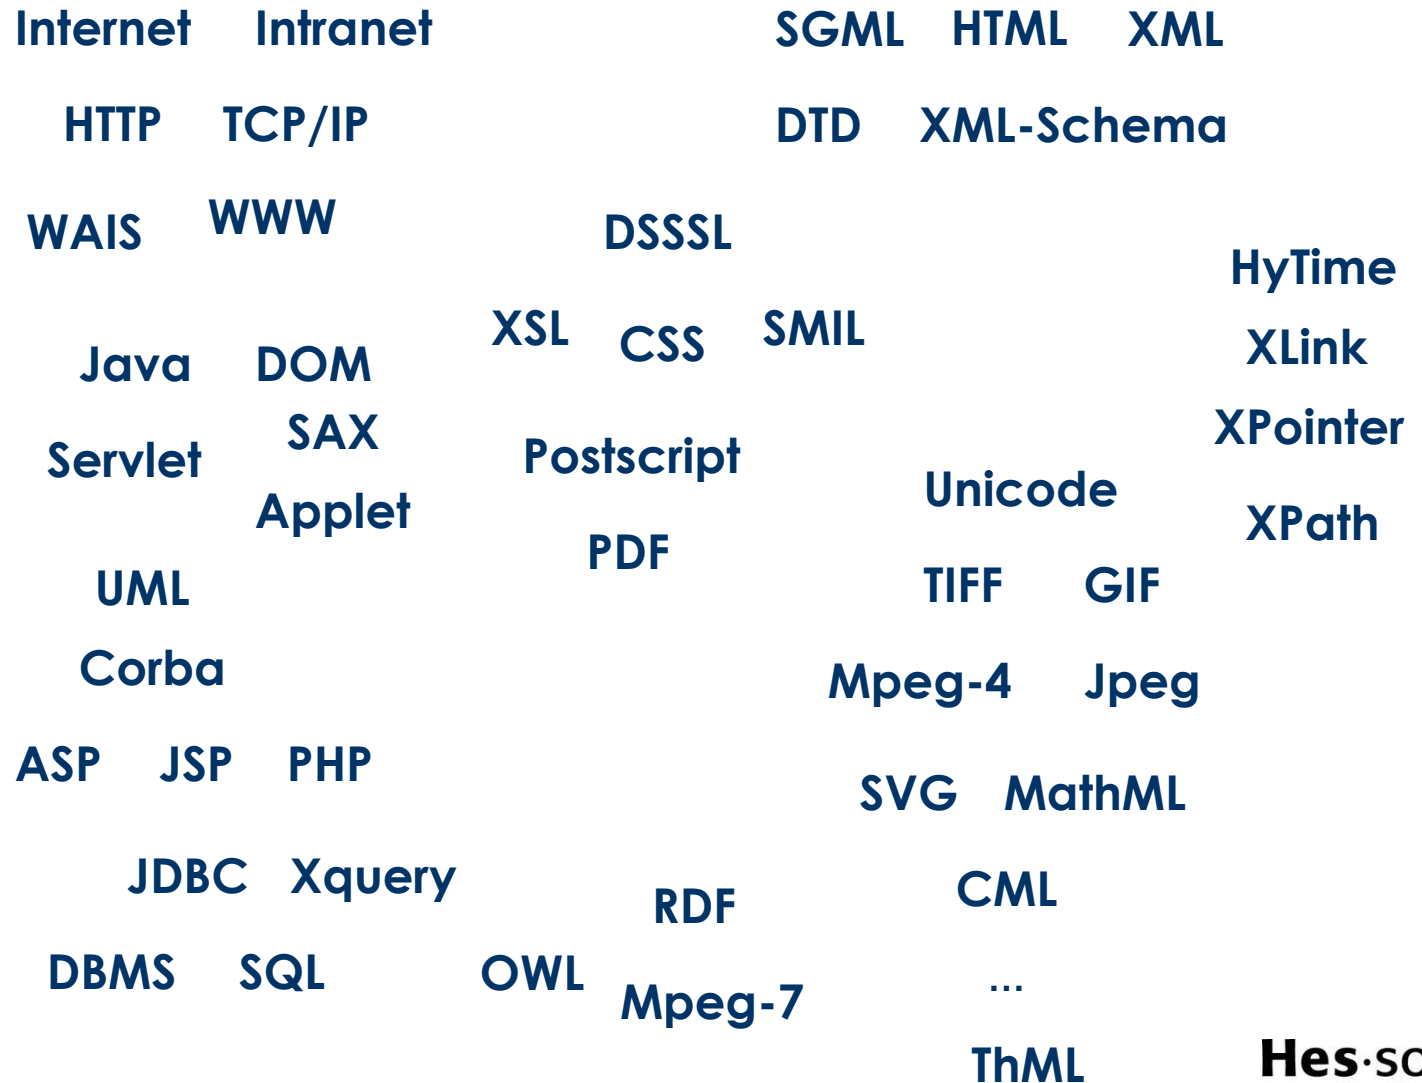 Internet Intranet SGML HTML XML
HTTP TCP/IP DTD XML-Schema
WAIS WWW DSSSL
HyTime
XSL CSS SMIL
XLink
Java DOM
SAX
XPointer
Servlet Postscript
Unicode
Applet
XPath
PDF
UML TIFF GIF
Corba Mpeg-4 Jpeg
ASP JSP PHP
SVG MathML
JDBC Xquery
RDF CML
DBMS SQL OWL ...
Mpeg-7
ThML Hes·so